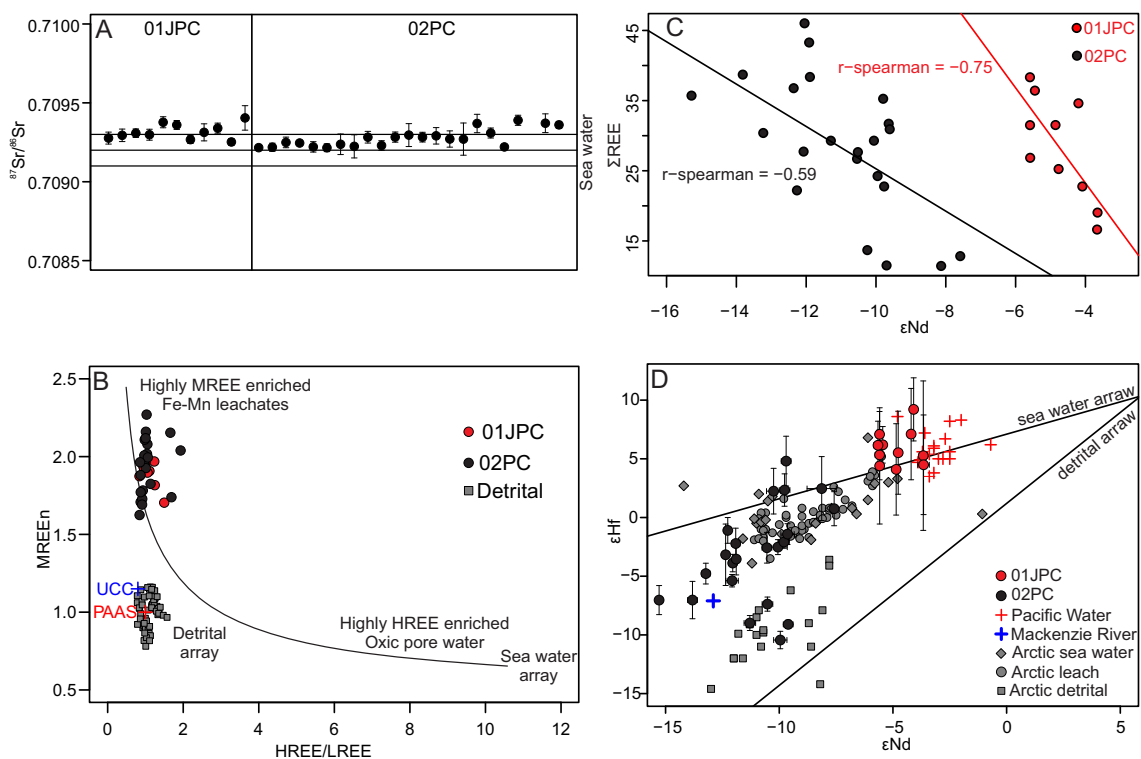 A
01JPC
02PC
0.7100
0.7095
0.7090
0.7085
⁸⁷Sr/⁸⁶Sr
Sea water
C
01JPC
02PC
r−spearman = −0.75
r−spearman = −0.59
45
35
25
15
ΣREE
−16
−14
−12
−10
−8
−6
−4
εNd
B
Highly MREE enriched
Fe-Mn leachates
01JPC
02PC
Detrital
UCC
PAAS
Detrital
array
Highly HREE enriched
Oxic pore water
Sea water
array
2.5
2.0
1.5
1.0
0.5
MREEn
0
2
4
6
8
10
12
HREE/LREE
D
sea water arraw
detrital arraw
10
5
0
−5
−10
−15
εHf
01JPC
02PC
Pacific Water
Mackenzie River
Arctic sea water
Arctic leach
Arctic detrital
−15
−10
−5
0
5
εNd